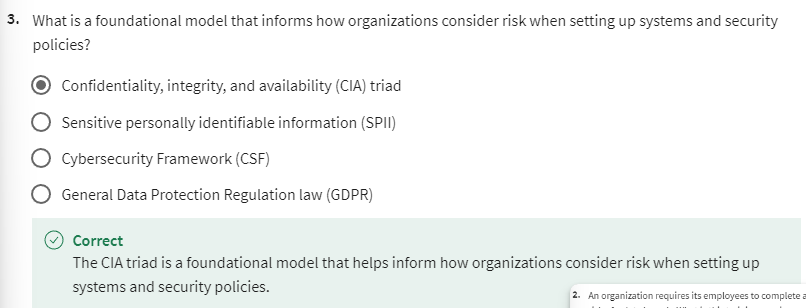 3. What is a foundational model that informs how organizations consider risk when setting up systems and security
policies?
Confidentiality, integrity, and availability (CIA) triad
Sensitive personally identifiable information (SPII)
Cybersecurity Framework (CSF)
General Data Protection Regulation law (GDPR)
Correct
The CIA triad is a foundational model that helps inform how organizations consider risk when setting up
systems and security policies.
2. An organization requires its employees to complete a